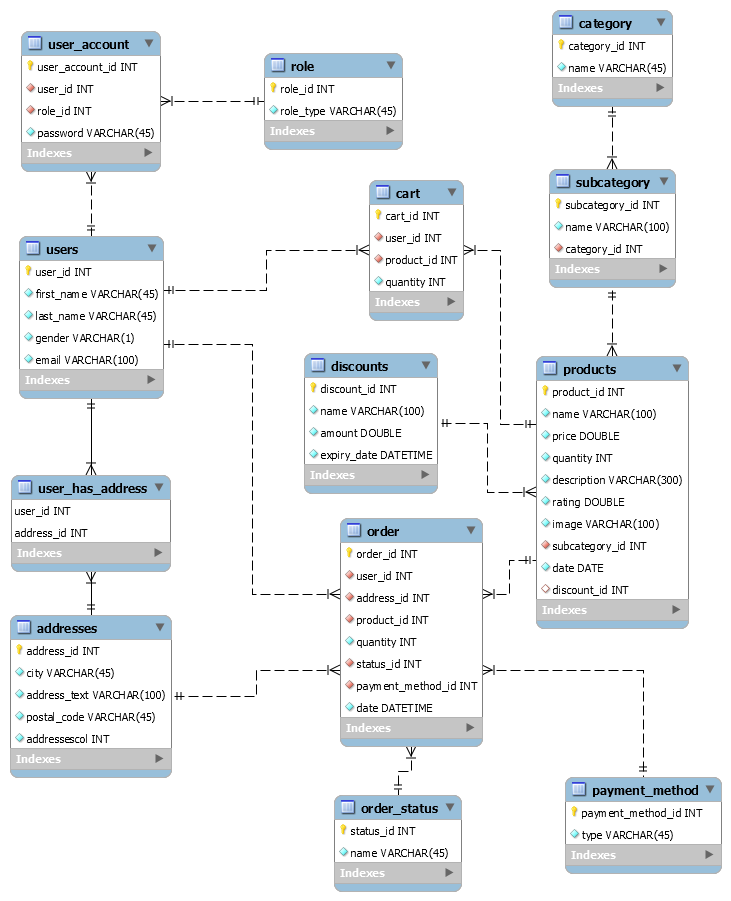 user_account
user_account_id INT
user_id INT
role_id INT
password VARCHAR(45)
Indexes
role
role_id INT
role_type VARCHAR(45)
Indexes
category
category_id INT
name VARCHAR(45)
Indexes
cart
cart_id INT
user_id INT
product_id INT
quantity INT
Indexes
subcategory
subcategory_id INT
name VARCHAR(100)
category_id INT
Indexes
users
user_id INT
first_name VARCHAR(45)
last_name VARCHAR(45)
gender VARCHAR(1)
email VARCHAR(100)
Indexes
discounts
discount_id INT
name VARCHAR(100)
amount DOUBLE
expiry_date DATETIME
Indexes
products
product_id INT
name VARCHAR(100)
price DOUBLE
quantity INT
description VARCHAR(300)
rating DOUBLE
image VARCHAR(100)
subcategory_id INT
date DATE
discount_id INT
Indexes
user_has_address
user_id INT
address_id INT
Indexes
order
order_id INT
user_id INT
address_id INT
product_id INT
quantity INT
status_id INT
payment_method_id INT
date DATETIME
Indexes
addresses
address_id INT
city VARCHAR(45)
address_text VARCHAR(100)
postal_code VARCHAR(45)
addressescol INT
Indexes
order_status
status_id INT
name VARCHAR(45)
Indexes
payment_method
payment_method_id INT
type VARCHAR(45)
Indexes